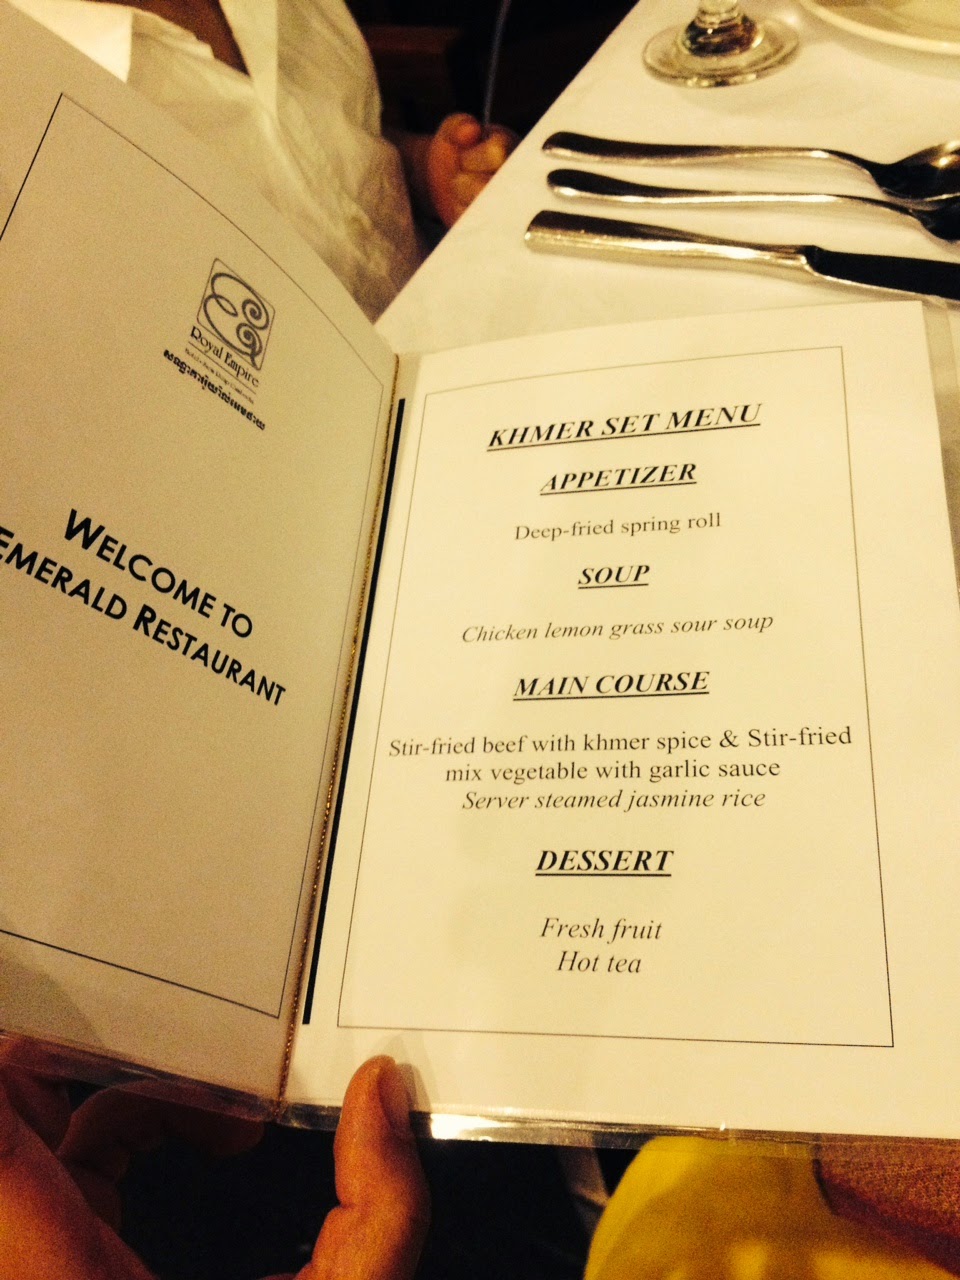 Royal Empire
WELCOME TO
EMERALD RESTAURANT
KHMER SET MENU
APPETIZER
Deep-fried spring roll
SOUP
Chicken lemon grass sour soup
MAIN COURSE
Stir-fried beef with khmer spice & Stir-fried
mix vegetable with garlic sauce
Server steamed jasmine rice
DESSERT
Fresh fruit
Hot tea